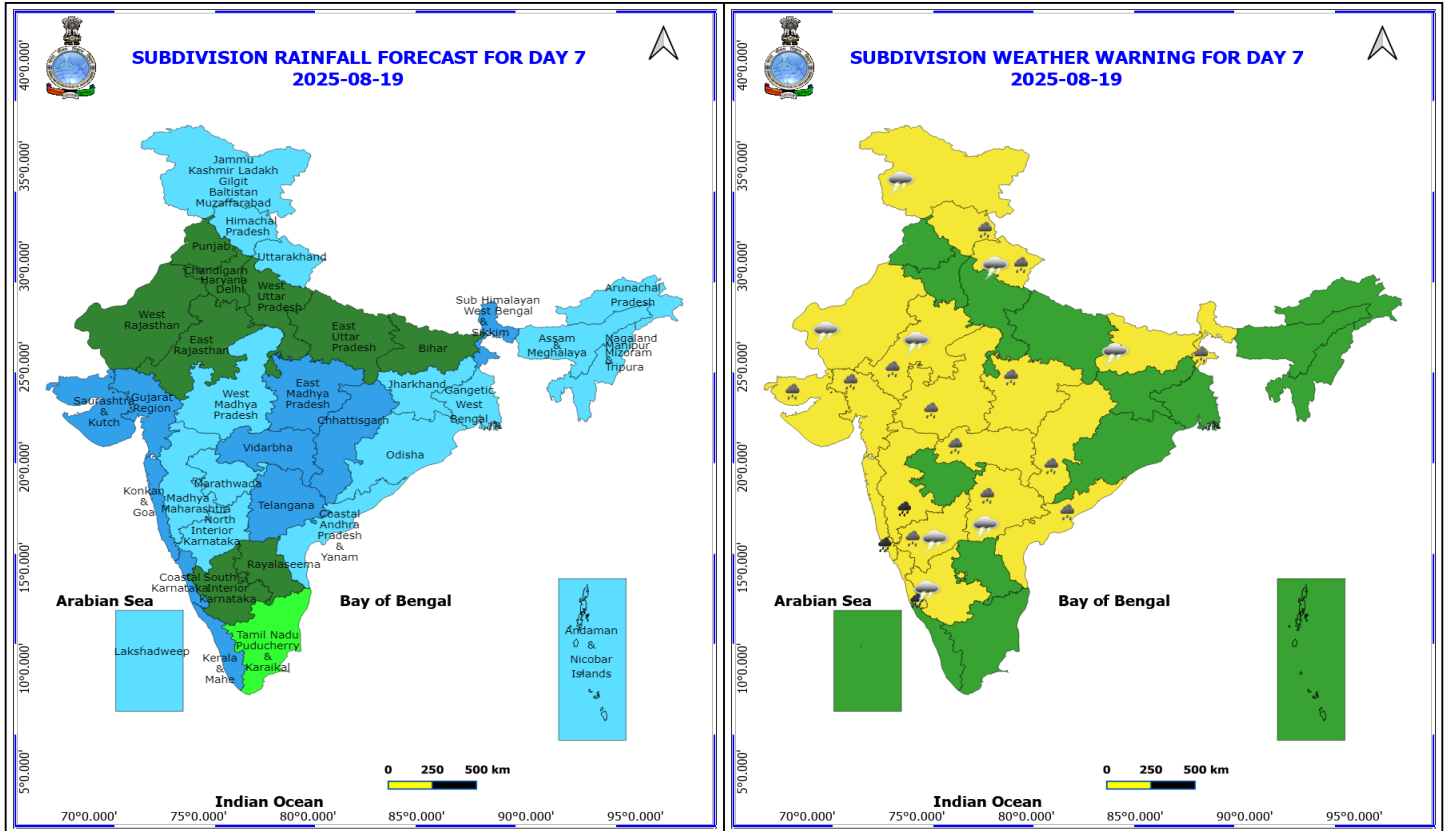 SUBDIVISION RAINFALL FORECAST FOR DAY 7
2025-08-19
40°0.000'
35°0.000'
30°0.000'
25°0.000'
20°0.000'
15°0.000'
10°0.000'
5°0.000'
Jammu
Kashmir Ladakh
Gilgit
Baltistan
Muzaffarabad
Himachal
Pradesh
Punjab
Uttarakhand
Chandigarh
Haryana
Delhi
West
Uttar
Pradesh
West
Rajasthan
East
Rajasthan
East
Uttar
Pradesh
Bihar
Sub Himalayan
West Bengal
&
Sikkim
Arunachal
Pradesh
Assam
&
Meghalaya
Nagaland
Manipur
Mizoram
&
Tripura
Saurashtra
&
Kutch
Gujarat
Region
West
Madhya
Pradesh
East
Madhya
Pradesh
Jharkhand
Gangetic
West
Bengal
Chhattisgarh
Odisha
Vidarbha
Konkan
&
Goa
Marathwada
Madhya
Maharashtra
North
Interior
Karnataka
Telangana
Coastal
Andhra
Pradesh
&
Yanam
Rayalaseema
Coastal
Karnataka
South
Interior
Karnataka
Tamil Nadu
Puducherry
&
Karaikal
Kerala
&
Mahe
Arabian Sea
Bay of Bengal
Lakshadweep
Andaman
&
Nicobar
Islands
0 250 500 km
Indian Ocean
70°0.000' 75°0.000' 80°0.000' 85°0.000' 90°0.000' 95°0.000'
SUBDIVISION WEATHER WARNING FOR DAY 7
2025-08-19
40°0.000'
35°0.000'
30°0.000'
25°0.000'
20°0.000'
15°0.000'
10°0.000'
5°0.000'
Arabian Sea
Bay of Bengal
0 250 500 km
Indian Ocean
70°0.000' 75°0.000' 80°0.000' 85°0.000' 90°0.000' 95°0.000'